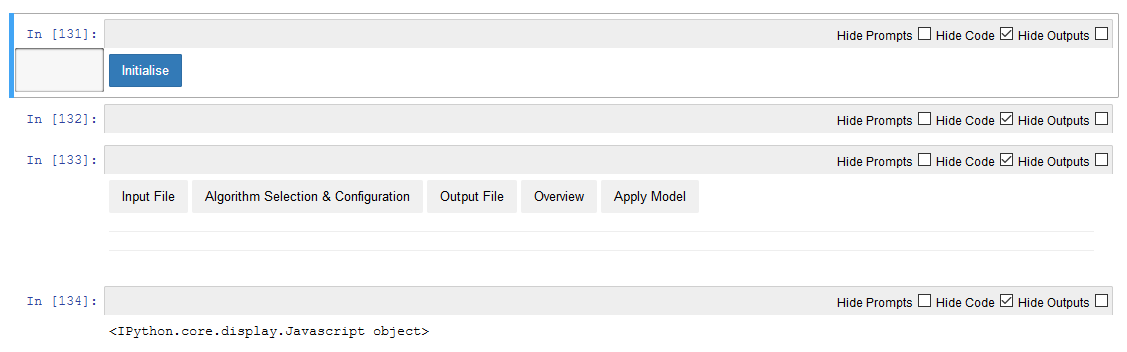 In [131]: Hide Prompts Hide Code Hide Outputs
Initialise
In [132]: Hide Prompts Hide Code Hide Outputs
In [133]: Hide Prompts Hide Code Hide Outputs
Input File Algorithm Selection & Configuration Output File Overview Apply Model
In [134]: Hide Prompts Hide Code Hide Outputs
<IPython.core.display.Javascript object>